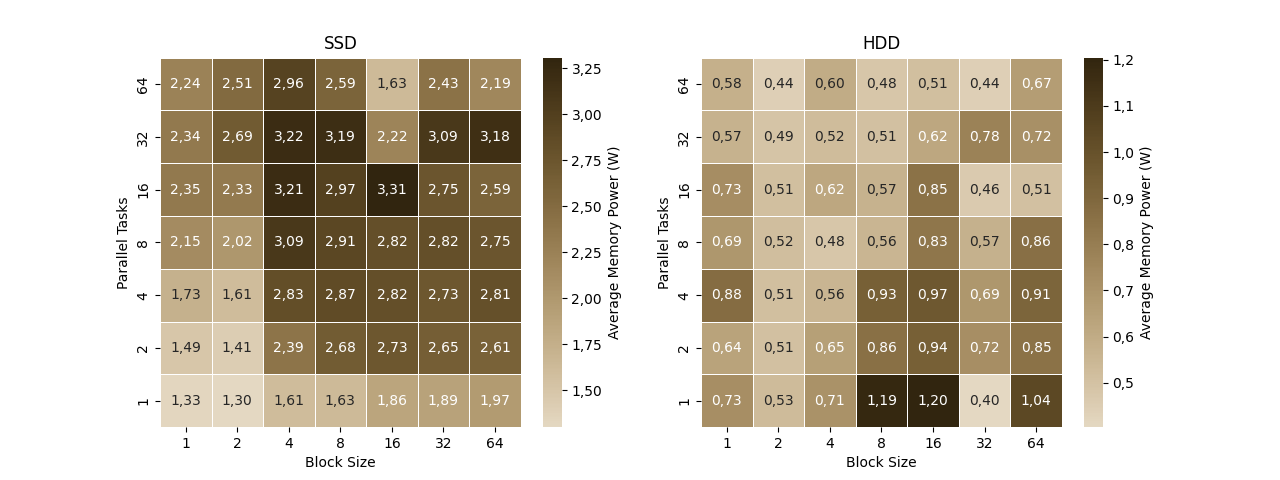 SSD
64 2,24 2,51 2,96 2,59 1,63 2,43 2,19
32 2,34 2,69 3,22 3,19 2,22 3,09 3,18
16 2,35 2,33 3,21 2,97 3,31 2,75 2,59
8 2,15 2,02 3,09 2,91 2,82 2,82 2,75
4 1,73 1,61 2,83 2,87 2,82 2,73 2,81
2 1,49 1,41 2,39 2,68 2,73 2,65 2,61
1 1,33 1,30 1,61 1,63 1,86 1,89 1,97
1 2 4 8 16 32 64
Block Size
Parallel Tasks
3,25
3,00
2,75
2,50
2,25
2,00
1,75
1,50
Average Memory Power (W)
HDD
64 0,58 0,44 0,60 0,48 0,51 0,44 0,67
32 0,57 0,49 0,52 0,51 0,62 0,78 0,72
16 0,73 0,51 0,62 0,57 0,85 0,46 0,51
8 0,69 0,52 0,48 0,56 0,83 0,57 0,86
4 0,88 0,51 0,56 0,93 0,97 0,69 0,91
2 0,64 0,51 0,65 0,86 0,94 0,72 0,85
1 0,73 0,53 0,71 1,19 1,20 0,40 1,04
1 2 4 8 16 32 64
Block Size
Parallel Tasks
1,2
1,1
1,0
0,9
0,8
0,7
0,6
0,5
Average Memory Power (W)